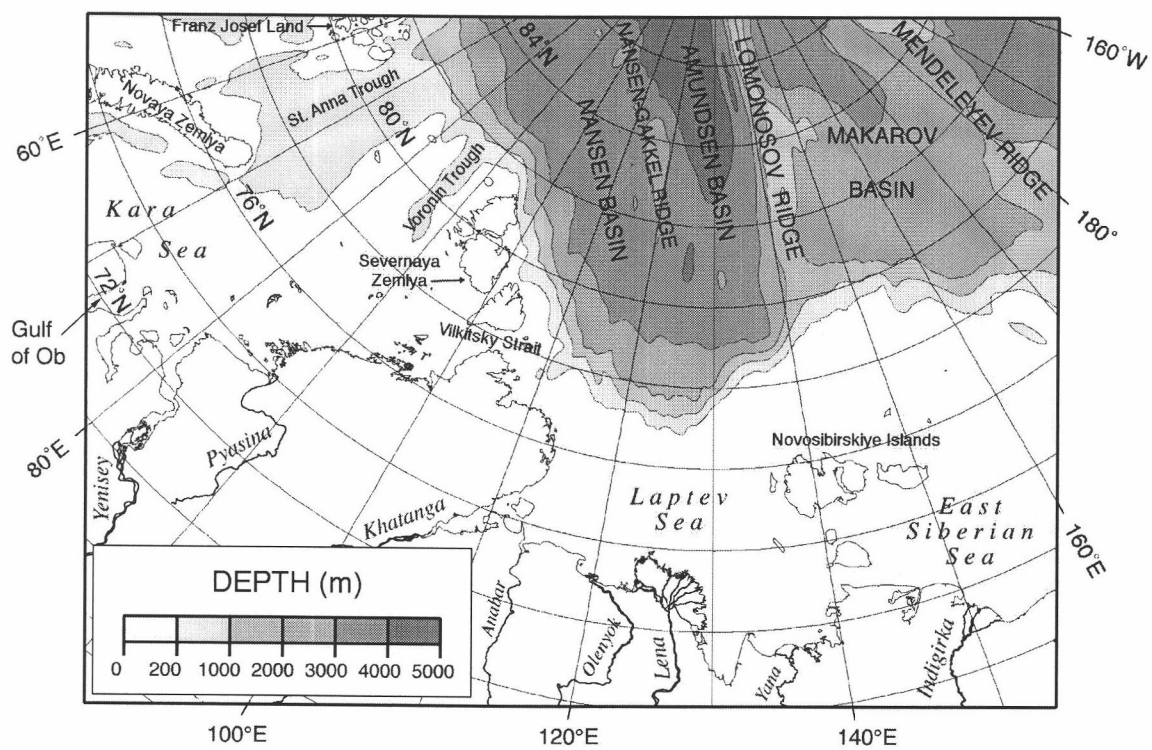 Franz Josef Land
84°N
NANSEN-GAKKEL RIDGE
AMUNDSEN BASIN
LOMONOSOV RIDGE
MENDELEYEV RIDGE
160°W
Novaya Zemlya
St. Anna Trough
80°N
NANSEN BASIN
MAKAROV
BASIN
60°E
76°N
Voronin Trough
180°
Kara
Sea
Severnaya
Zemlya
72°N
Gulf
of Ob
Vilkitsky Strait
80°E
Yenisey
Pyasina
Khatanga
Novosibirskiye Islands
Laptev
Sea
East
Siberian
Sea
160°E
DEPTH (m)
0 200 1000 2000 3000 4000 5000
Anabar
Olenyok
Lena
Yana
Indigirka
100°E
120°E
140°E